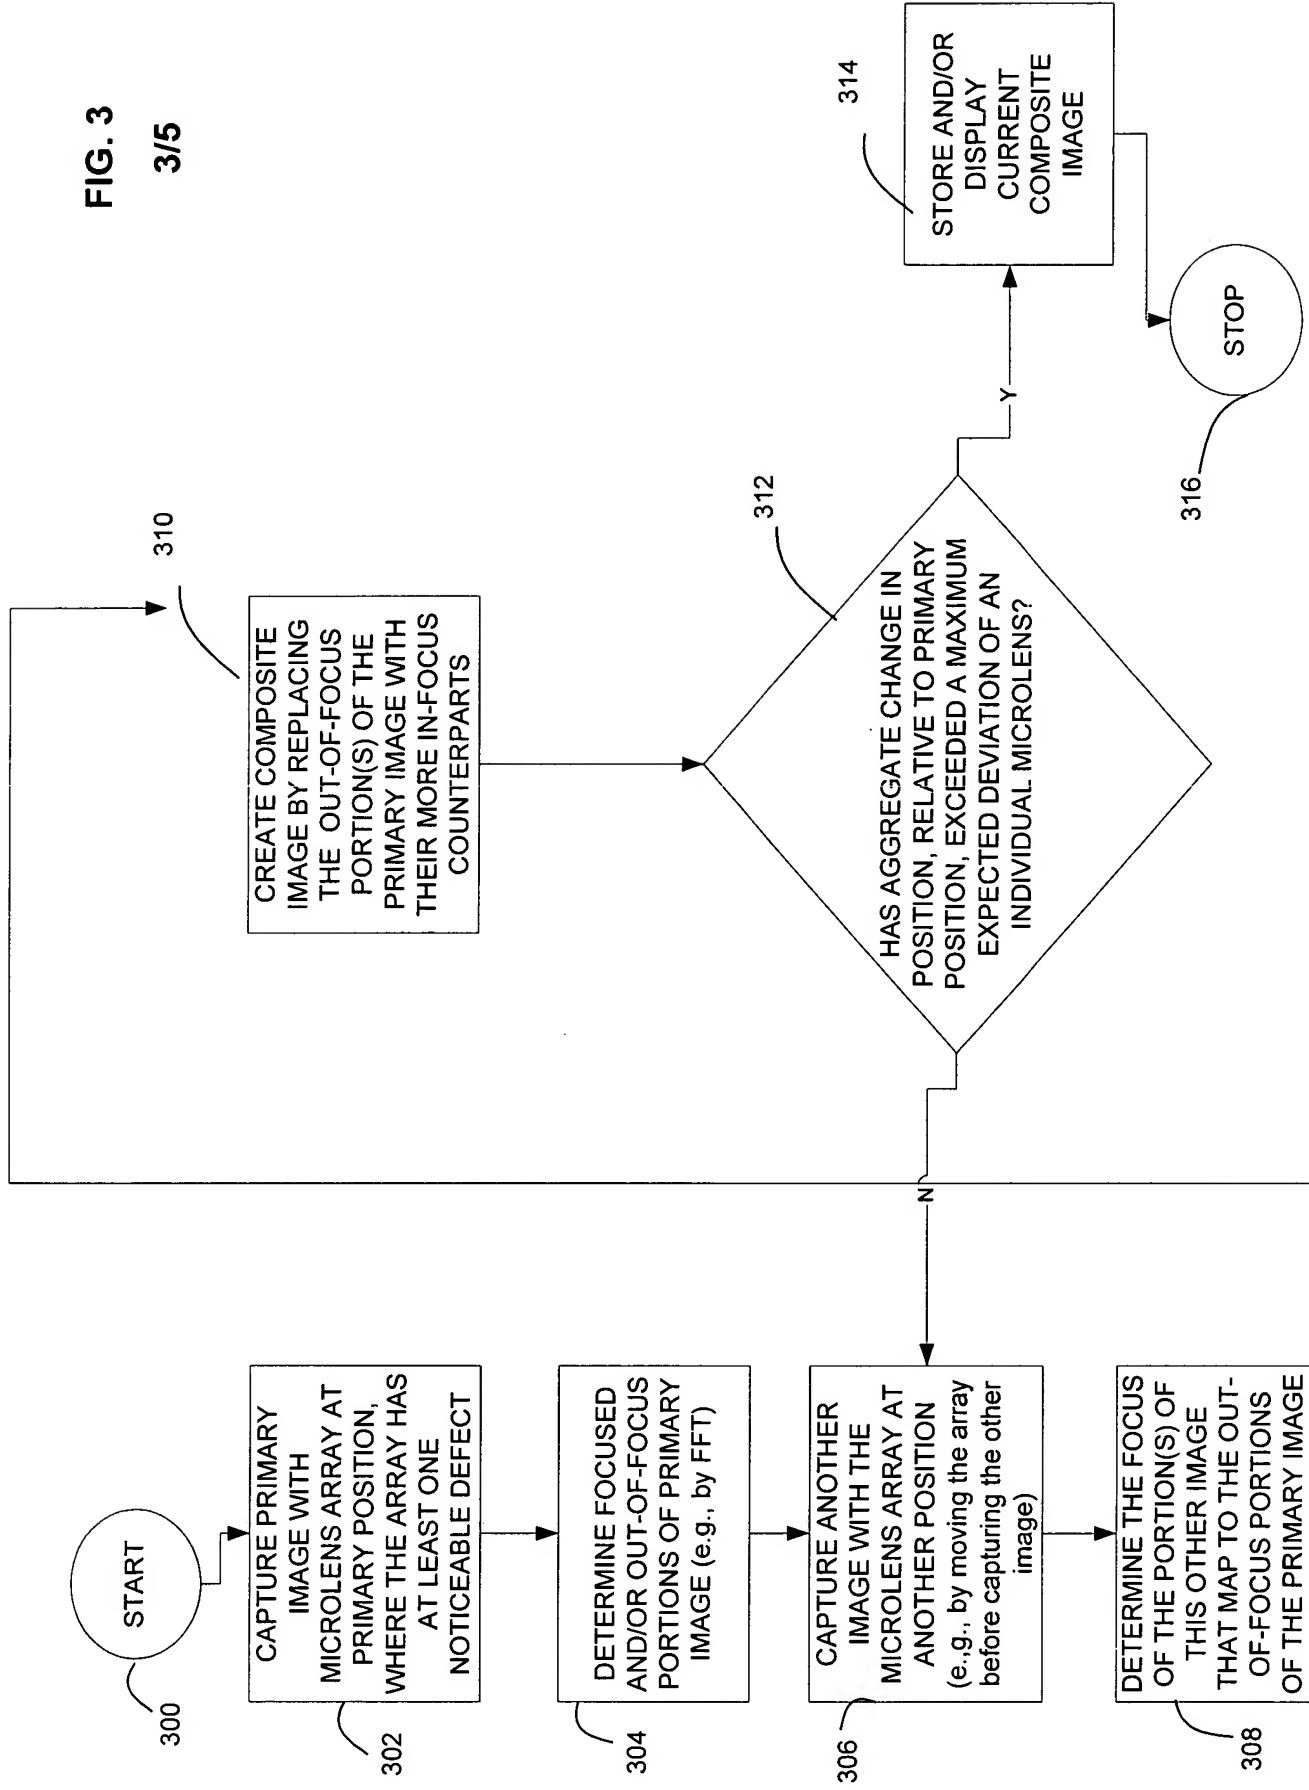 FIG. 3
3/5
START
300
CAPTURE PRIMARY
IMAGE WITH
MICROLENS ARRAY AT
PRIMARY POSITION,
WHERE THE ARRAY HAS
AT LEAST ONE
NOTICEABLE DEFECT
302
DETERMINE FOCUSED
AND/OR OUT-OF-FOCUS
PORTIONS OF PRIMARY
IMAGE (e.g., by FFT)
304
CAPTURE ANOTHER
IMAGE WITH THE
MICROLENS ARRAY AT
ANOTHER POSITION
(e.,g., by moving the array
before capturing the other
image)
306
DETERMINE THE FOCUS
OF THE PORTION(S) OF
THIS OTHER IMAGE
THAT MAP TO THE OUT-
OF-FOCUS PORTIONS
OF THE PRIMARY IMAGE
308
310
CREATE COMPOSITE
IMAGE BY REPLACING
THE OUT-OF-FOCUS
PORTION(S) OF THE
PRIMARY IMAGE WITH
THEIR MORE IN-FOCUS
COUNTERPARTS
312
HAS AGGREGATE CHANGE IN
POSITION, RELATIVE TO PRIMARY
POSITION, EXCEEDED A MAXIMUM
EXPECTED DEVIATION OF AN
INDIVIDUAL MICROLENS?
N
Y
314
STORE AND/OR
DISPLAY
CURRENT
COMPOSITE
IMAGE
STOP
316